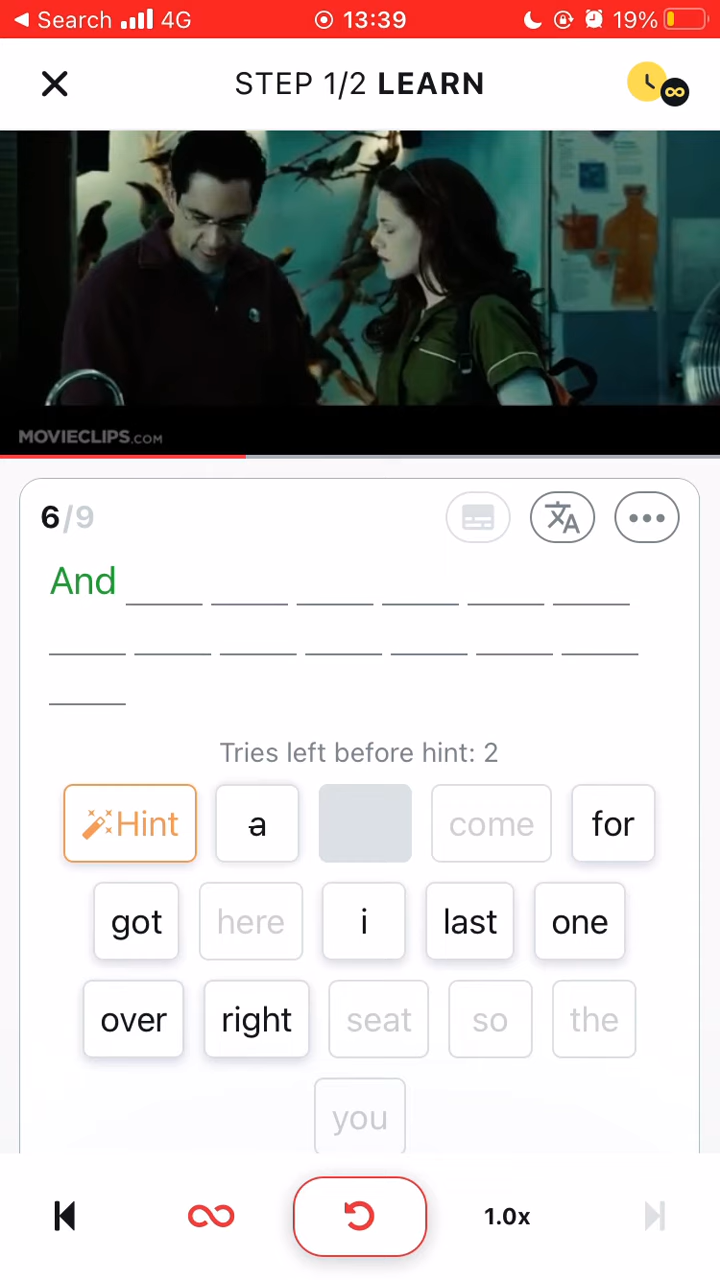 Search 4G 13:39 19%
STEP 1/2 LEARN
MOVIECLIPS.COM
6/9
And
Tries left before hint: 2
Hint a come for
got here i last one
over right seat so the
you
1.0x